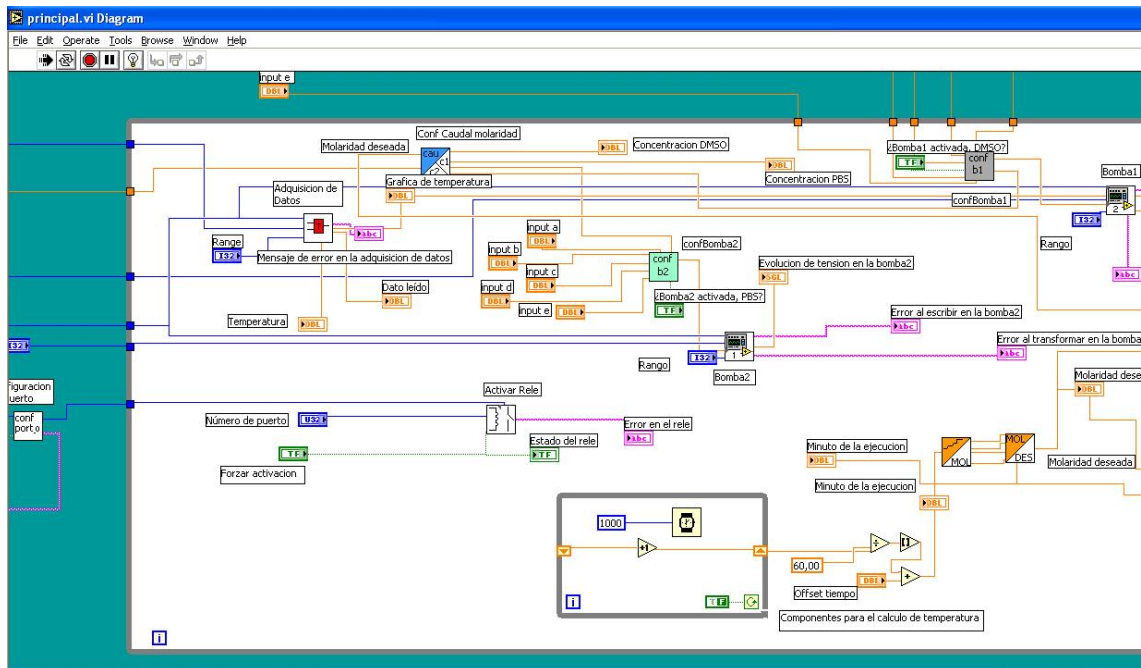 principal.vi Diagram
File Edit Operate Tools Browse Window Help
input e
DBL
Conf Caudal molaridad
Molaridad deseada
cau
c1
c2
DBL
Concentracion DMSO
DBL
Concentracion PBS
¿Bomba1 activada, DMSO?
TF
conf
b1
confBomba1
Bomba1
2
I32
Rango
abc
Adquisicion de
Datos
Grafica de temperatura
DBL
abc
Range
I32
Mensaje de error en la adquisicion de datos
Dato leído
DBL
Temperatura
DBL
input a
DBL
input b
DBL
input c
DBL
input d
DBL
input e
DBL
confBomba2
conf
b2
¿Bomba2 activada, PBS?
TF
Evolucion de tension en la bomba2
SGL
Error al escribir en la bomba2
abc
Error al transformar en la bomba
abc
I32
1
Rango
Bomba2
I32
figuracion
uerto
conf
port_o
Activar Rele
Número de puerto
U32
Error en el rele
abc
Estado del rele
TF
TF
Forzar activacion
Molaridad dese
DBL
Minuto de la ejecucion
DBL
MOL
MOL
DES
Molaridad deseada
Minuto de la ejecucion
DBL
1000
+1
60,00
DBL
Offset tiempo
i
TF
Componentes para el calculo de temperatura
i